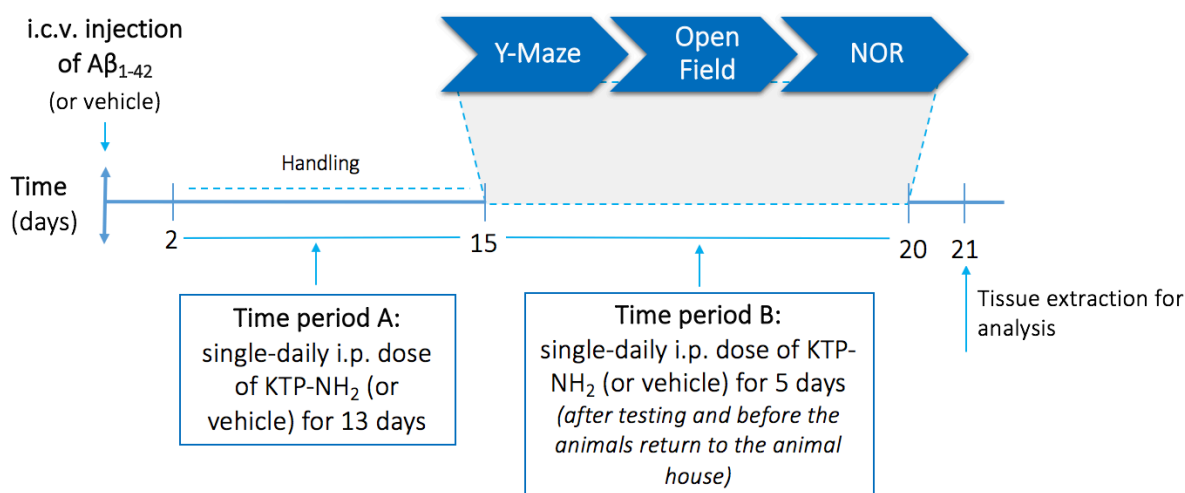 i.c.v. injection
of Aβ₁₋₄₂
(or vehicle)
Y-Maze
Open
Field
NOR
Handling
Time
(days)
2
15
20
21
Time period A:
single-daily i.p. dose
of KTP-NH₂ (or
vehicle) for 13 days
Time period B:
single-daily i.p. dose of KTP-
NH₂ (or vehicle) for 5 days
(after testing and before the
animals return to the animal
house)
Tissue extraction for
analysis